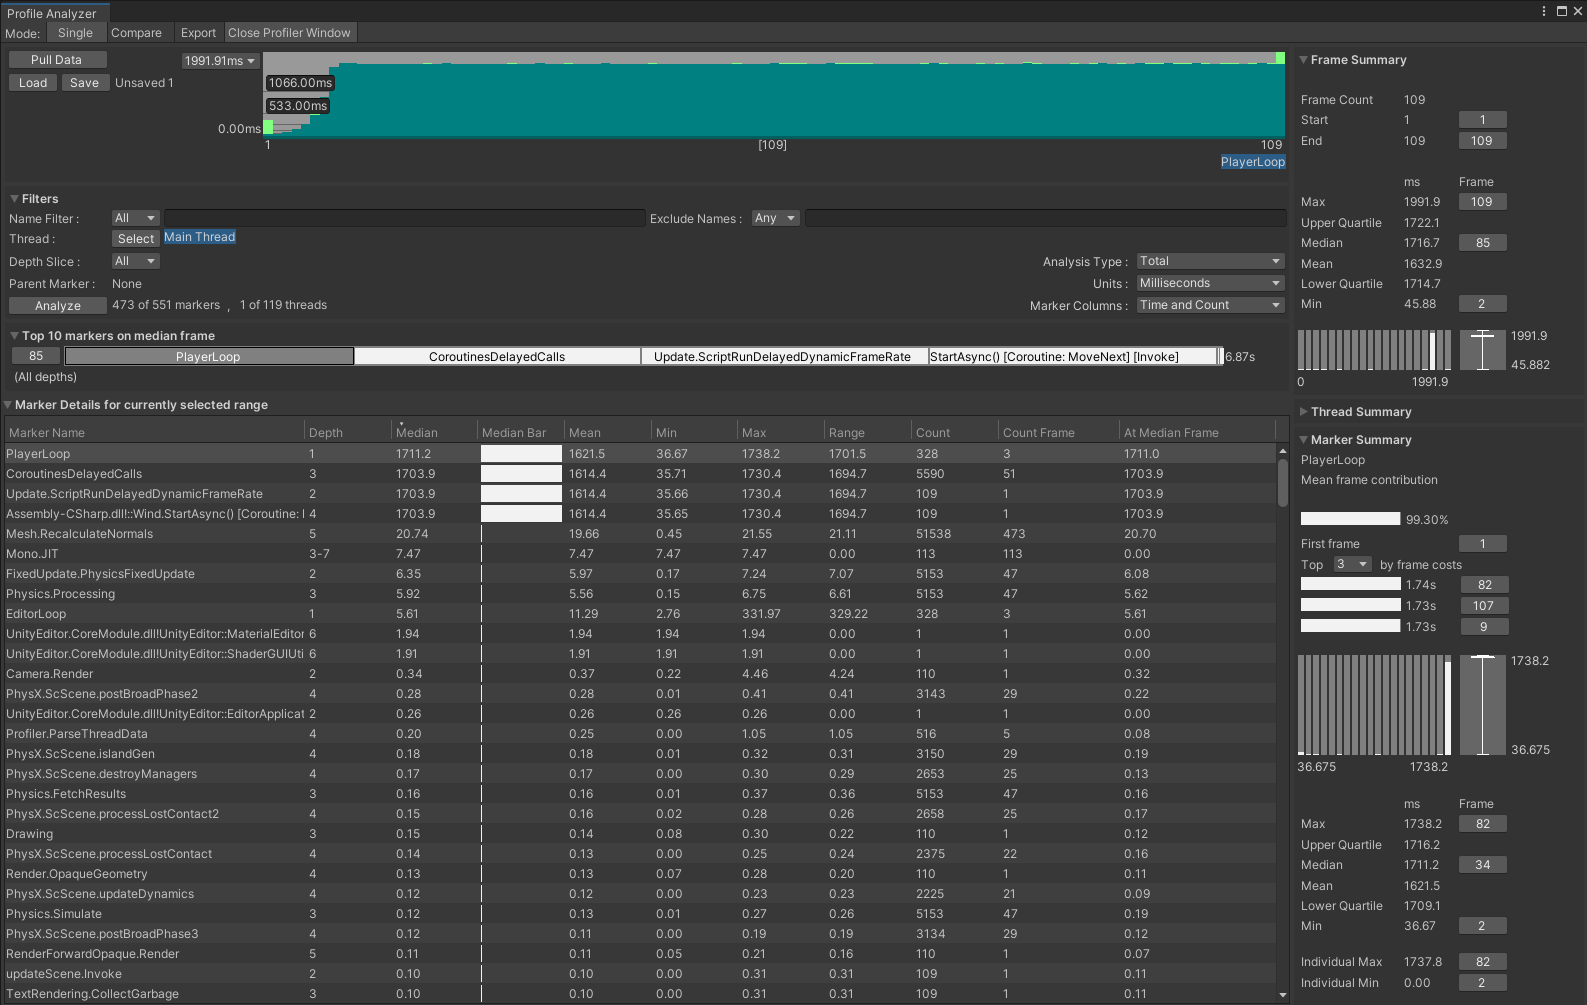 Profile Analyzer
Mode: Single Compare Export Close Profiler Window
Pull Data
Load Save Unsaved 1
1991.91ms
1066.00ms
533.00ms
0.00ms
1 [109] 109
PlayerLoop
Filters
Name Filter : All Exclude Names : Any
Thread : Select Main Thread
Depth Slice : All Analysis Type : Total
Parent Marker : None Units : Milliseconds
Analyze 473 of 551 markers , 1 of 119 threads Marker Columns : Time and Count
Top 10 markers on median frame
85 PlayerLoop CoroutinesDelayedCalls Update.ScriptRunDelayedDynamicFrameRate StartAsync() [Coroutine: MoveNext] [Invoke] 6.87s
(All depths)
Marker Details for currently selected range
Marker Name Depth Median Median Bar Mean Min Max Range Count Count Frame At Median Frame
PlayerLoop 1 1711.2 1621.5 36.67 1738.2 1701.5 328 3 1711.0
CoroutinesDelayedCalls 3 1703.9 1614.4 35.71 1730.4 1694.7 5590 51 1703.9
Update.ScriptRunDelayedDynamicFrameRate 2 1703.9 1614.4 35.66 1730.4 1694.7 109 1 1703.9
Assembly-CSharp.dll!::Wind.StartAsync() [Coroutine: 4 1703.9 1614.4 35.65 1730.4 1694.7 109 1 1703.9
Mesh.RecalculateNormals 5 20.74 19.66 0.45 21.55 21.11 51538 473 20.70
Mono.JIT 3-7 7.47 7.47 7.47 7.47 0.00 113 113 0.00
FixedUpdate.PhysicsFixedUpdate 2 6.35 5.97 0.17 7.24 7.07 5153 47 6.08
Physics.Processing 3 5.92 5.56 0.15 6.75 6.61 5153 47 5.62
EditorLoop 1 5.61 11.29 2.76 331.97 329.22 328 3 5.61
UnityEditor.CoreModule.dll!UnityEditor::MaterialEditor 6 1.94 1.94 1.94 1.94 0.00 1 1 0.00
UnityEditor.CoreModule.dll!UnityEditor::ShaderGUIUti 6 1.91 1.91 1.91 1.91 0.00 1 1 0.00
Camera.Render 2 0.34 0.37 0.22 4.46 4.24 110 1 0.32
PhysX.ScScene.postBroadPhase2 4 0.28 0.28 0.01 0.41 0.41 3143 29 0.22
UnityEditor.CoreModule.dll!UnityEditor::EditorApplicat 2 0.26 0.26 0.26 0.26 0.00 1 1 0.00
Profiler.ParseThreadData 4 0.20 0.25 0.00 1.05 1.05 516 5 0.08
PhysX.ScScene.islandGen 4 0.18 0.18 0.01 0.32 0.31 3150 29 0.19
PhysX.ScScene.destroyManagers 4 0.17 0.17 0.00 0.30 0.29 2653 25 0.13
Physics.FetchResults 3 0.16 0.16 0.01 0.37 0.36 5153 47 0.16
PhysX.ScScene.processLostContact2 4 0.15 0.16 0.02 0.28 0.26 2658 25 0.17
Drawing 3 0.15 0.14 0.08 0.30 0.22 110 1 0.12
PhysX.ScScene.processLostContact 4 0.14 0.13 0.00 0.25 0.24 2375 22 0.16
Render.OpaqueGeometry 4 0.13 0.13 0.07 0.28 0.20 110 1 0.11
PhysX.ScScene.updateDynamics 4 0.12 0.12 0.00 0.23 0.23 2225 21 0.09
Physics.Simulate 3 0.12 0.13 0.01 0.27 0.26 5153 47 0.19
PhysX.ScScene.postBroadPhase3 4 0.12 0.11 0.00 0.19 0.19 3134 29 0.12
RenderForwardOpaque.Render 5 0.11 0.11 0.05 0.21 0.16 110 1 0.07
updateScene.Invoke 2 0.10 0.10 0.00 0.31 0.31 109 1 0.11
TextRendering.CollectGarbage 3 0.10 0.10 0.00 0.31 0.31 109 1 0.11
Frame Summary
Frame Count 109
Start 1 1
End 109 109
ms Frame
Max 1991.9 109
Upper Quartile 1722.1
Median 1716.7 85
Mean 1632.9
Lower Quartile 1714.7
Min 45.88 2
1991.9
45.882
0 1991.9
Thread Summary
Marker Summary
PlayerLoop
Mean frame contribution
99.30%
First frame 1
Top 3 by frame costs
1.74s 82
1.73s 107
1.73s 9
1738.2
36.675
36.675 1738.2
ms Frame
Max 1738.2 82
Upper Quartile 1716.2
Median 1711.2 34
Mean 1621.5
Lower Quartile 1709.1
Min 36.67 2
Individual Max 1737.8 82
Individual Min 0.00 2